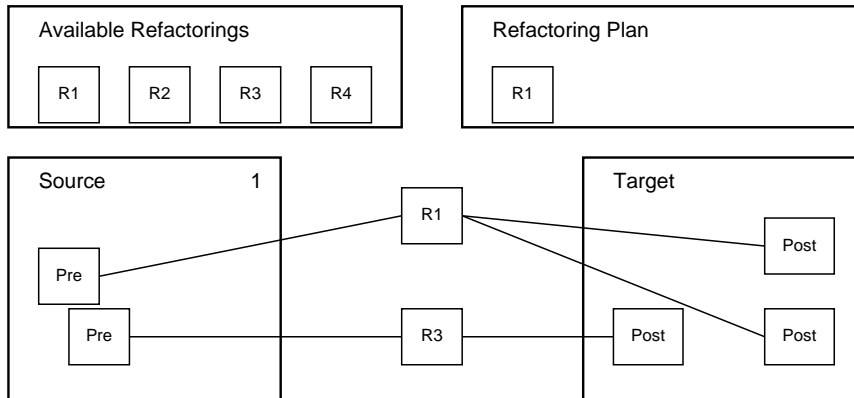 Available Refactorings
R1 R2 R3 R4
Refactoring Plan
R1
Source 1
Pre
Pre
R1
R3
Target
Post
Post Post